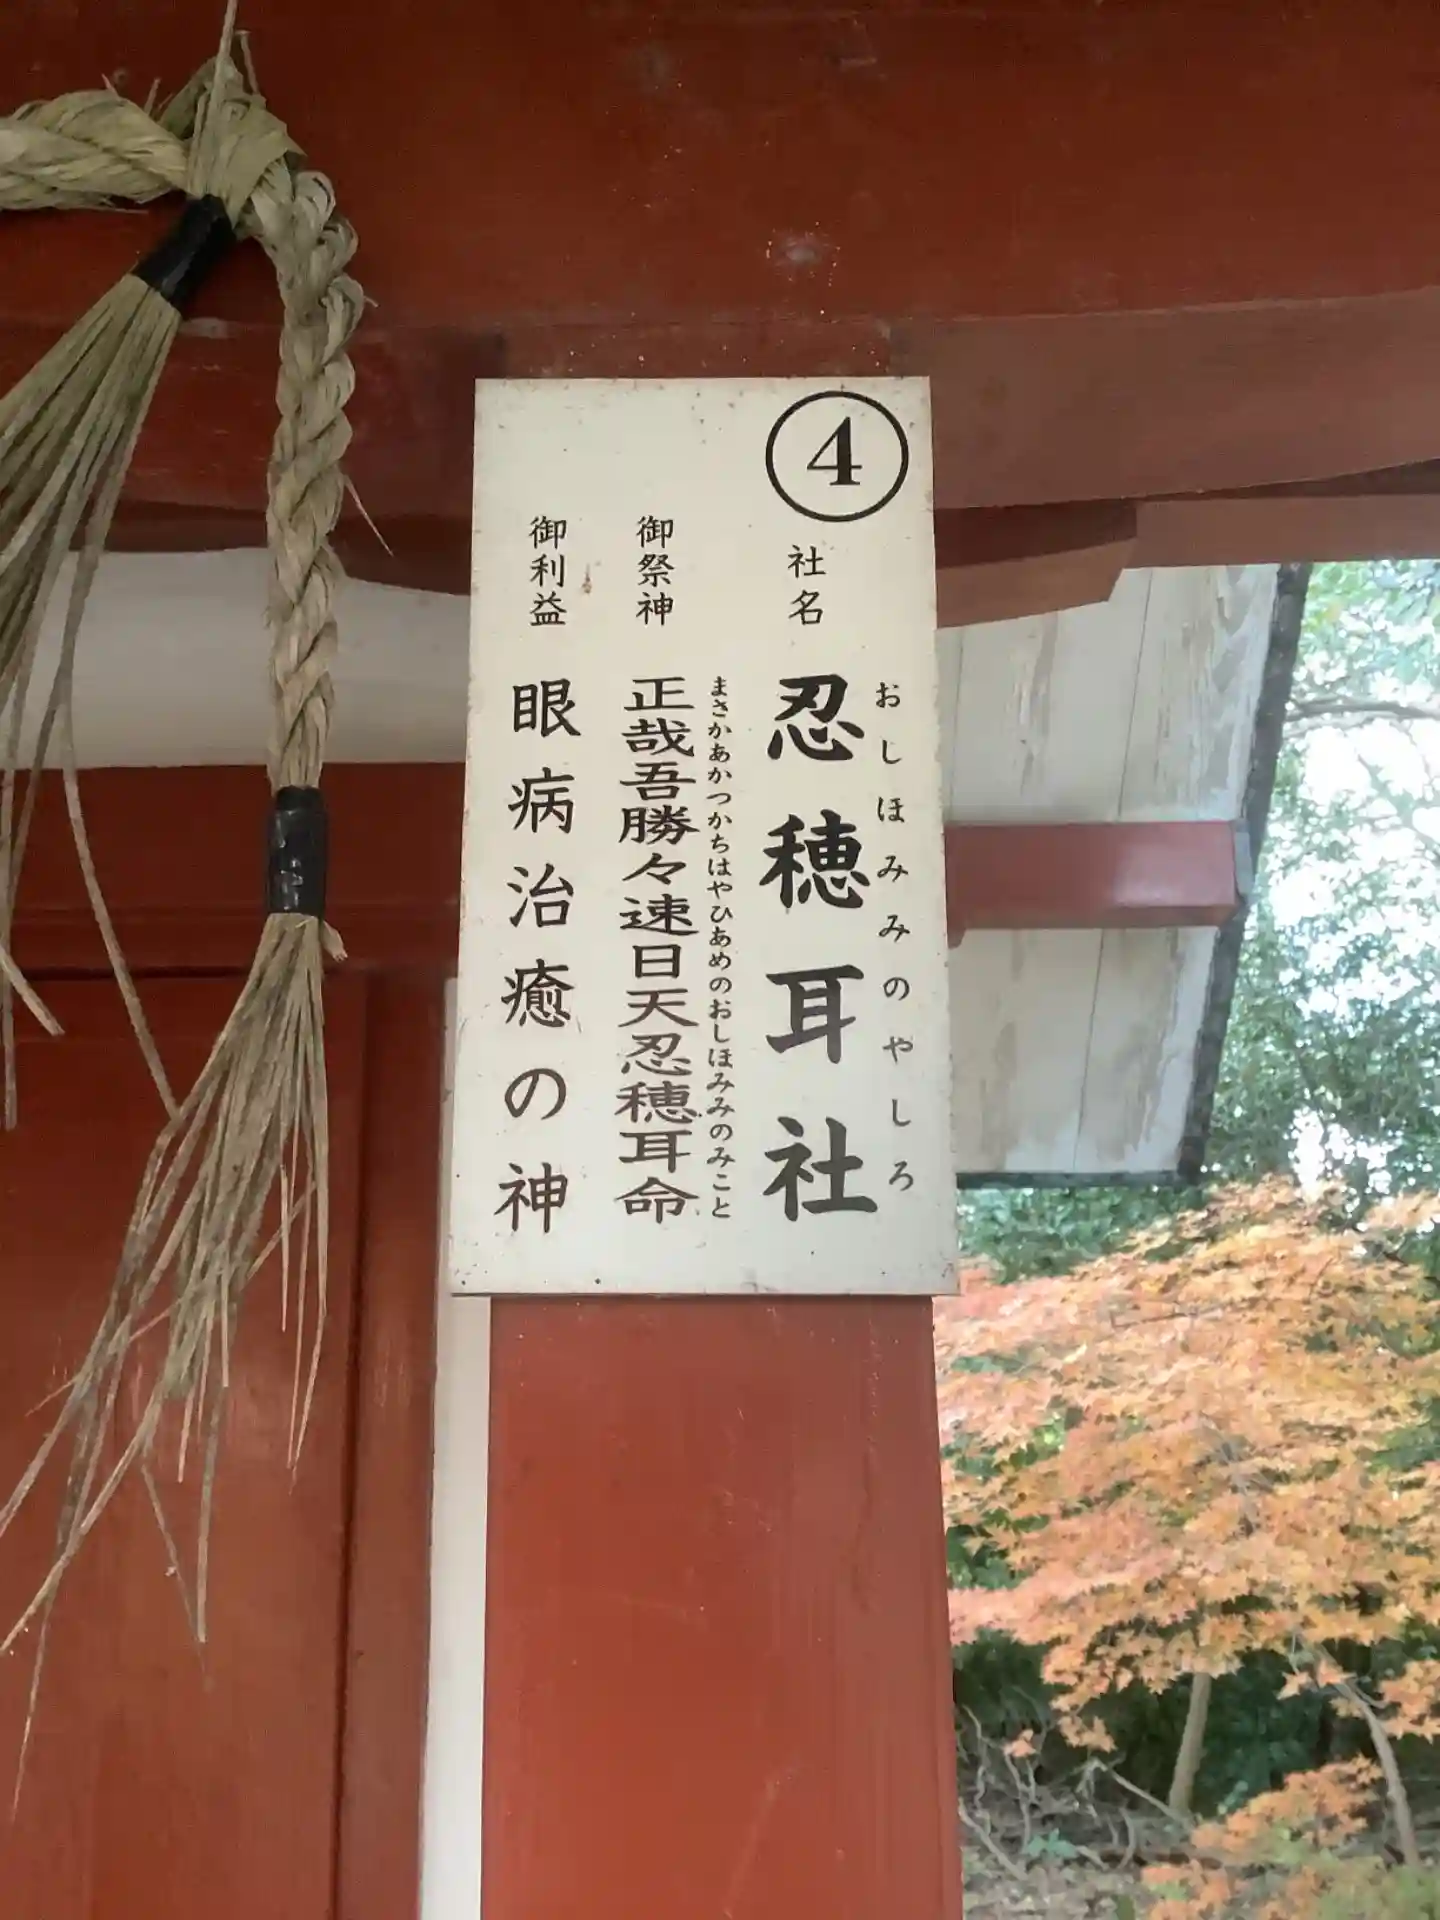 ④
社名 忍穂耳社
おしほみみのやしろ
御祭神 正哉吾勝々速日天忍穂耳命
まさかあかつかちはやひあめのおしほみみのみこと
御利益 眼病治癒の神